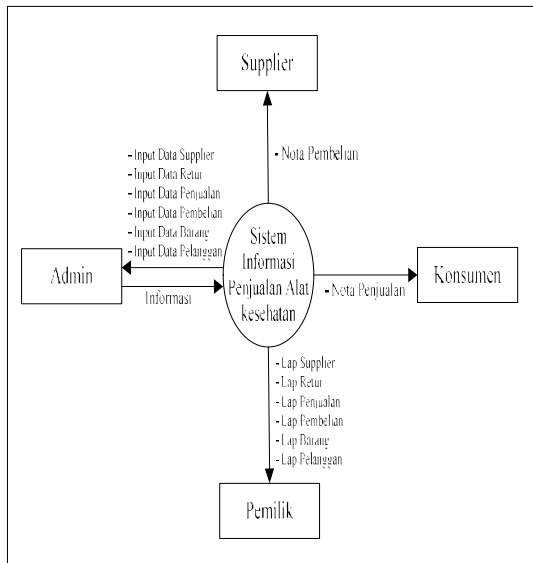 Supplier
- Nota Pembelian
- Input Data Supplier
- Input Data Retur
- Input Data Penjualan
- Input Data Pembelian
- Input Data Barang
- Input Data Pelanggan
Admin
Informasi
Sistem
Informasi
Penjualan Alat
kesehatan
- Nota Penjualan
Konsumen
- Lap Supplier
- Lap Retur
- Lap Penjualan
- Lap Pembelian
- Lap Barang
- Lap Pelanggan
Pemilik